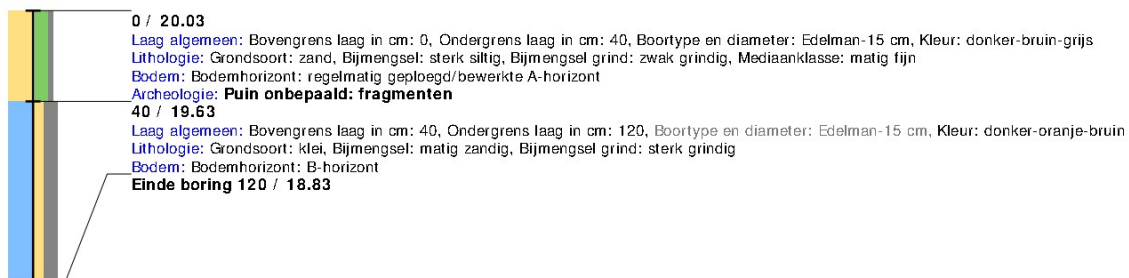 0 / 20.03
Laag algemeen: Bovengrens laag in cm: 0, Ondergrens laag in cm: 40, Boortype en diameter: Edelman-15 cm, Kleur: donker-bruin-grijs
Lithologie: Grondsoort: zand, Bijmengsel: sterk siltig, Bijmengsel grind: zwak grindig, Mediaanklasse: matig fijn
Bodem: Bodemhorizont: regelmatig geploegd/bewerkte A-horizont
Archeologie: Puin onbepaald: fragmenten
40 / 19.63
Laag algemeen: Bovengrens laag in cm: 40, Ondergrens laag in cm: 120, Boortype en diameter: Edelman-15 cm, Kleur: donker-oranje-bruin
Lithologie: Grondsoort: klei, Bijmengsel: matig zandig, Bijmengsel grind: sterk grindig
Bodem: Bodemhorizont: B-horizont
Einde boring 120 / 18.83